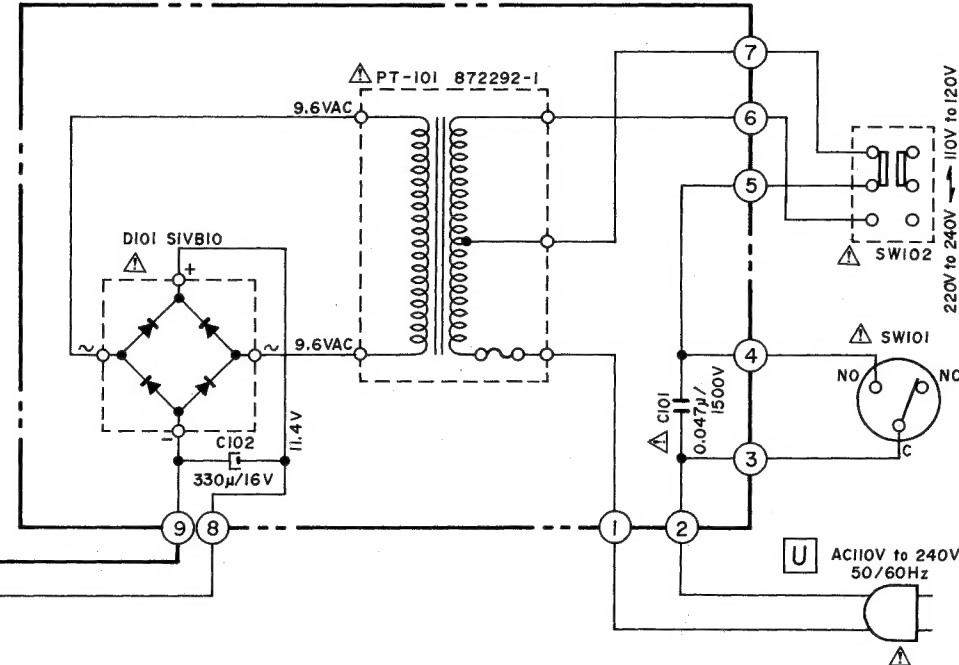 7
⚠ PT-101 872292-1
9.6VAC
6
5
110V to 120V
220V to 240V
⚠ SW102
D101 S1VB10
⚠
+
~
~
9.6VAC
4
⚠ SW101
NO
NC
C
11.4V
⚠ C101
0.047μ/
1500V
3
-
C102
330μ/16V
9
8
1
2
U
AC110V to 240V
50/60Hz
⚠